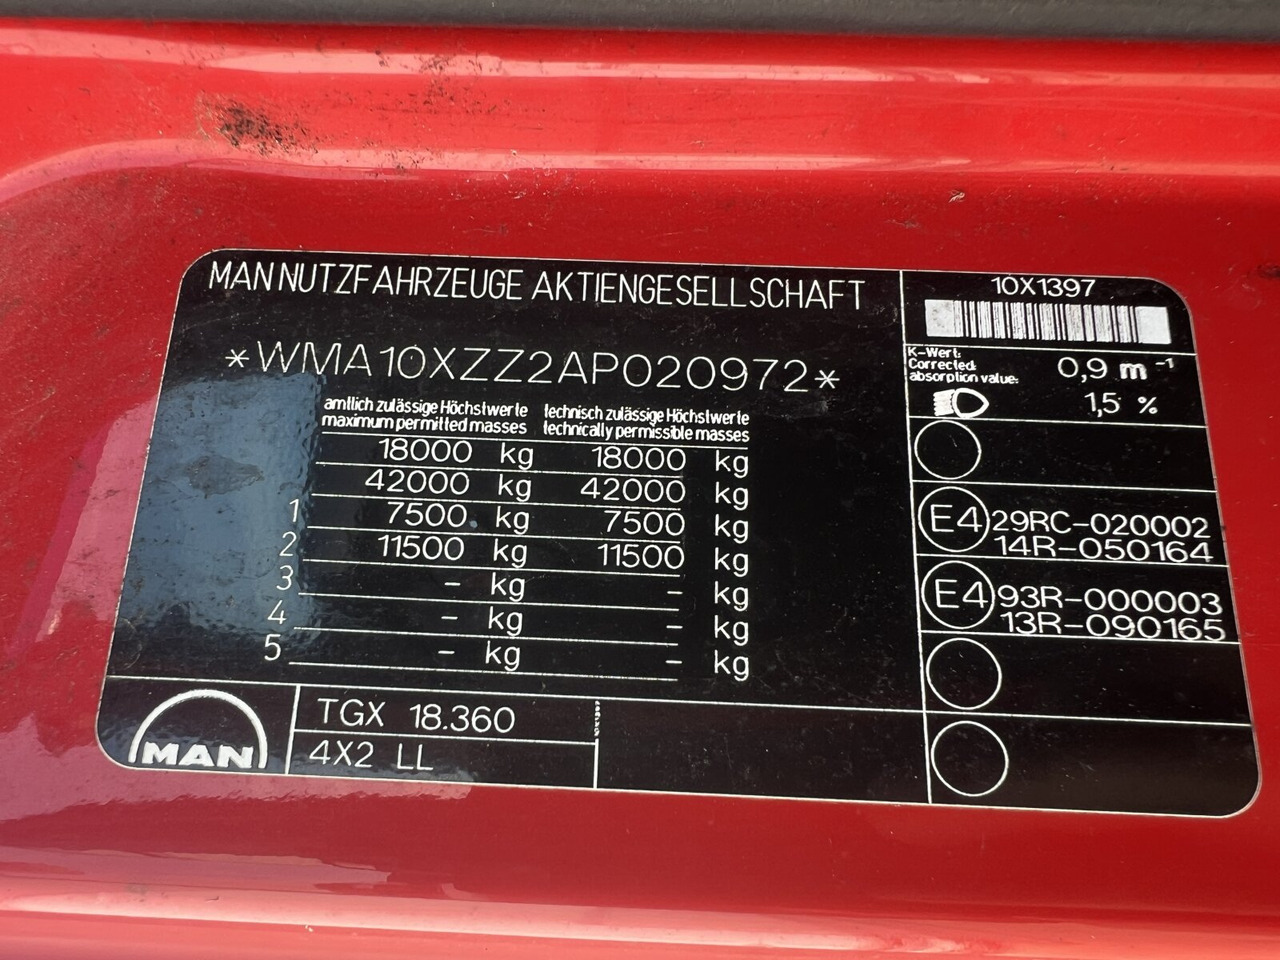 MAN NUTZFAHRZEUGE AKTIENGESELLSCHAFT
*WMA10XZZ2AP020972*
amtlich zulässige Höchstwerte technisch zulässige Höchstwerte
maximum permitted masses technically permissible masses
18000 kg 18000 kg
42000 kg 42000 kg
1 7500 kg 7500 kg
2 11500 kg 11500 kg
3 - kg - kg
4 - kg - kg
5 - kg - kg
MAN
TGX 18.360
4X2 LL
10X1397
K-Wert:
Corrected
absorption value: 0,9 m⁻¹
1,5 %
E4 29RC-020002
14R-050164
E4 93R-000003
13R-090165